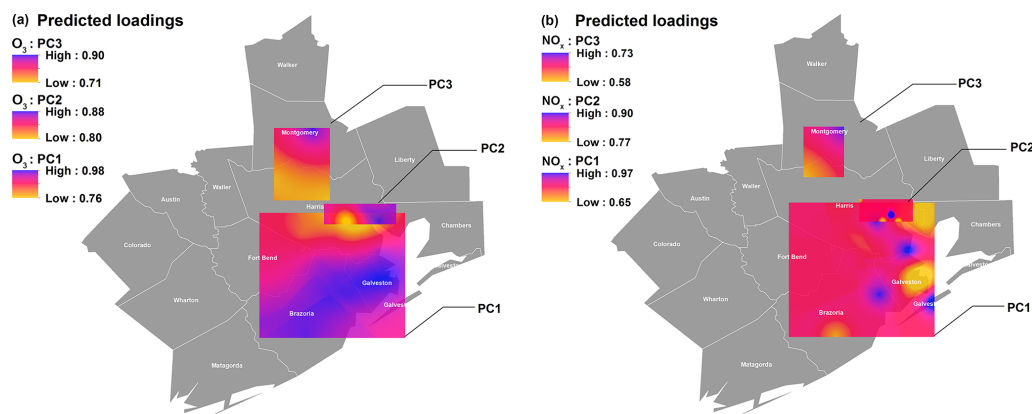 (a) Predicted loadings
O₃ : PC3
High : 0.90
Low : 0.71
O₃ : PC2
High : 0.88
Low : 0.80
O₃ : PC1
High : 0.98
Low : 0.76
Walker
PC3
Montgomery
PC2
Liberty
Waller
Austin
Harris
Chambers
Colorado
Fort Bend
Galveston
Wharton
Brazoria
PC1
Matagorda
(b) Predicted loadings
NOₓ : PC3
High : 0.73
Low : 0.58
NOₓ : PC2
High : 0.90
Low : 0.77
NOₓ : PC1
High : 0.97
Low : 0.65
Walker
PC3
Montgomery
PC2
Liberty
Waller
Austin
Harris
Chambers
Colorado
Fort Bend
Galveston
Wharton
Brazoria
PC1
Matagorda